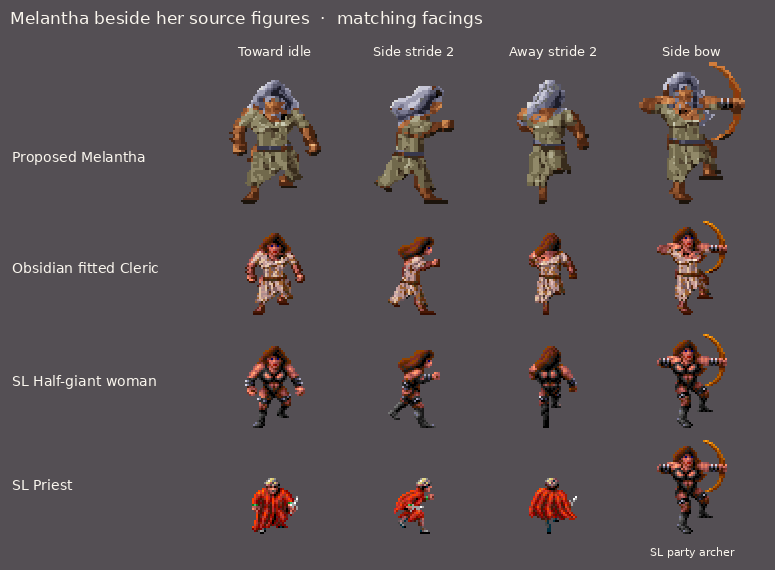 Melantha beside her source figures · matching facings
Toward idle Side stride 2 Away stride 2 Side bow
Proposed Melantha
Obsidian fitted Cleric
SL Half-giant woman
SL Priest
SL party archer